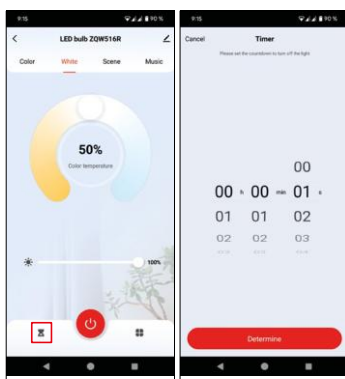 9:15
90 %
LED bulb ZQW516R
Color White Scene Music
50%
Color temperature
100%
9:15
90 %
Cancel Timer
Please set the countdown to turn off the light
00
00 h 00 min 01 s
01 01 02
02 02 03
Determine